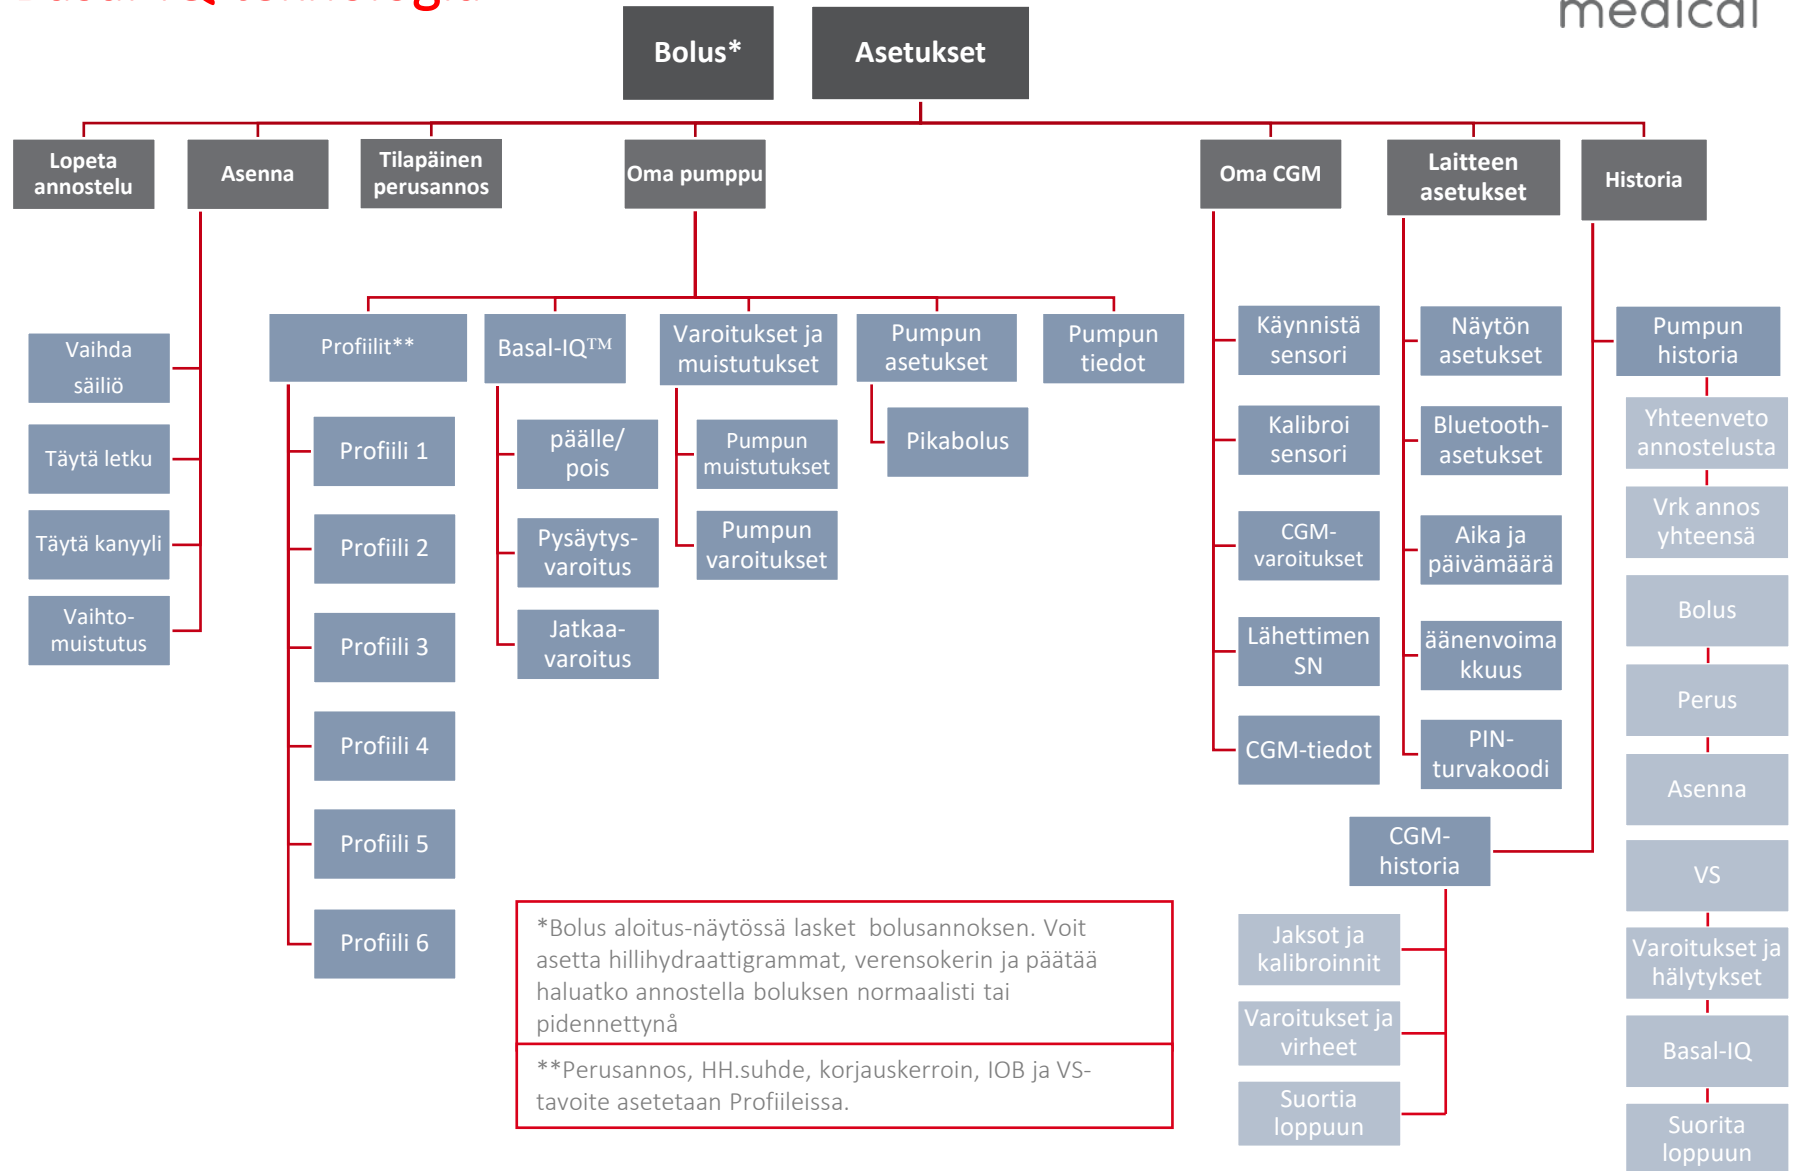 Basal-IQ teknologia
medical
Bolus*
Asetukset
Lopeta
annostelu
Asenna
Tilapäinen
perusannos
Oma pumppu
Oma CGM
Laitteen
asetukset
Historia
Vaihda
säiliö
Täytä letku
Täytä kanyyli
Vaihto-
muistutus
Profiilit**
Profiili 1
Profiili 2
Profiili 3
Profiili 4
Profiili 5
Profiili 6
Basal-IQ™
päälle/
pois
Pysäytys-
varoitus
Jatkaa-
varoitus
Varoitukset ja
muistutukset
Pumpun
muistutukset
Pumpun
varoitukset
Pumpun
asetukset
Pikabolus
Pumpun
tiedot
Käynnistä
sensori
Kalibroi
sensori
CGM-
varoitukset
Lähettimen
SN
CGM-tiedot
Näytön
asetukset
Bluetooth-
asetukset
Aika ja
päivämäärä
äänenvoima
kkuus
PIN-
turvakoodi
Pumpun
historia
Yhteenveto
annostelusta
Vrk annos
yhteensä
Bolus
Perus
Asenna
VS
Varoitukset ja
hälytykset
Basal-IQ
Suorita
loppuun
CGM-
historia
Jaksot ja
kalibroinnit
Varoitukset ja
virheet
Suortia
loppuun
*Bolus aloitus-näytössä lasket bolusannoksen. Voit
asetta hillihydraattigrammat, verensokerin ja päätää
haluatko annostella boluksen normaalisti tai
pidennettynå
**Perusannos, HH.suhde, korjauskerroin, IOB ja VS-
tavoite asetetaan Profiileissa.